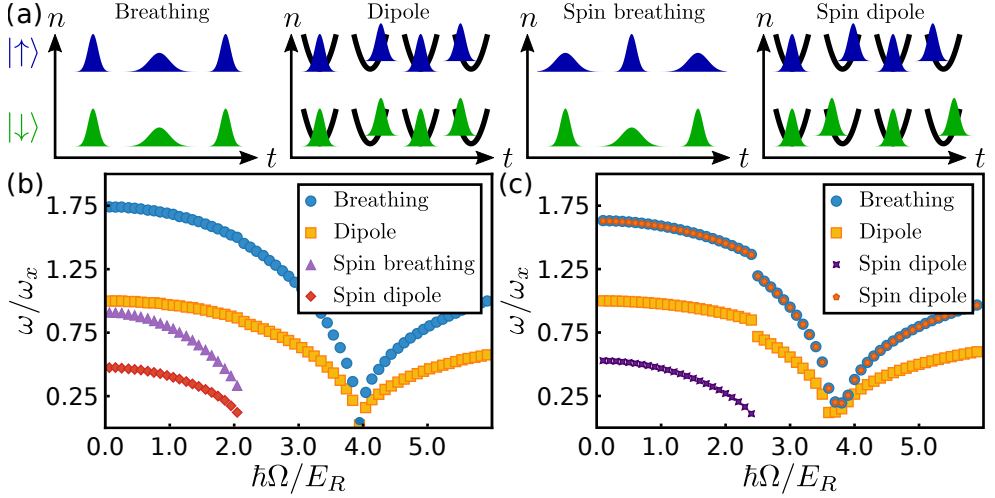 (a)
n Breathing
n Dipole
n Spin breathing
n Spin dipole
|↑⟩
|↓⟩
t
t
t
t
(b)
ω/ω_x
1.75
1.25
0.75
0.25
Breathing
Dipole
Spin breathing
Spin dipole
0.0 1.0 2.0 3.0 4.0 5.0
ℏΩ/E_R
(c)
ω/ω_x
1.75
1.25
0.75
0.25
Breathing
Dipole
Spin dipole
Spin dipole
0.0 1.0 2.0 3.0 4.0 5.0
ℏΩ/E_R